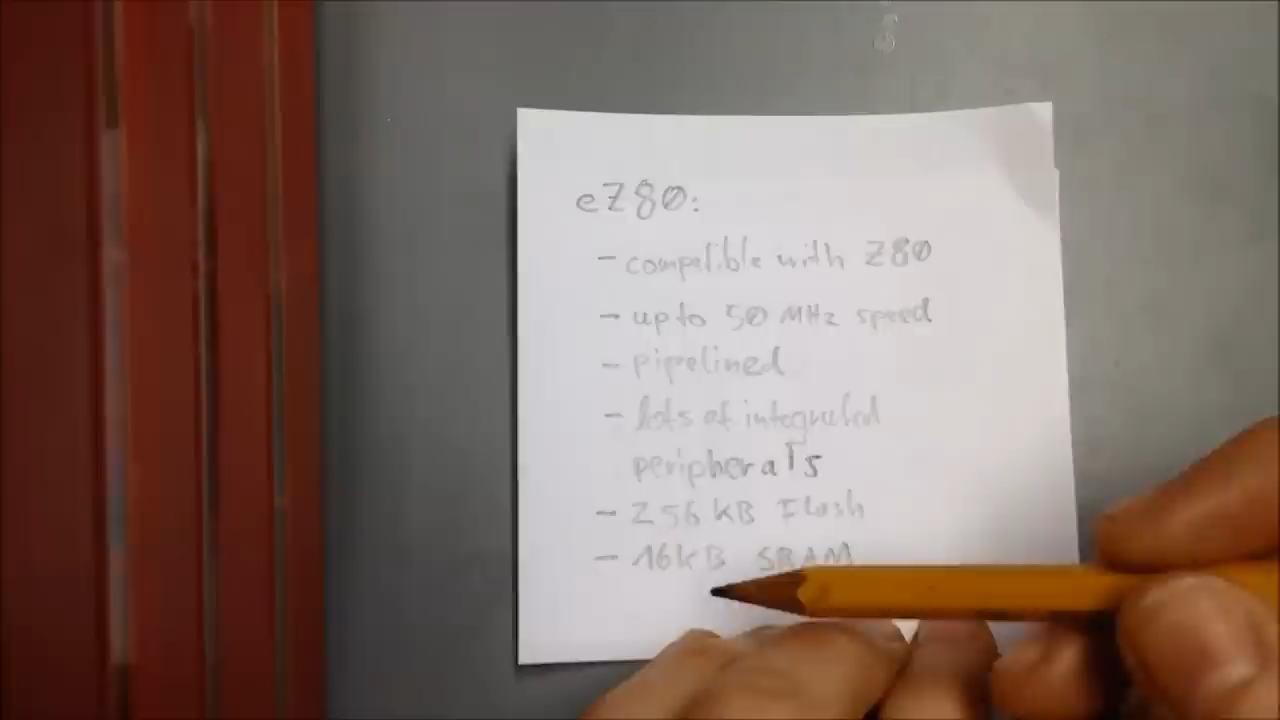 eZ80:
- compatible with Z80
- up to 50 MHz speed
- pipelined
- lots of integrated
peripherals
- 256 kB Flash
- 16kB SRAM